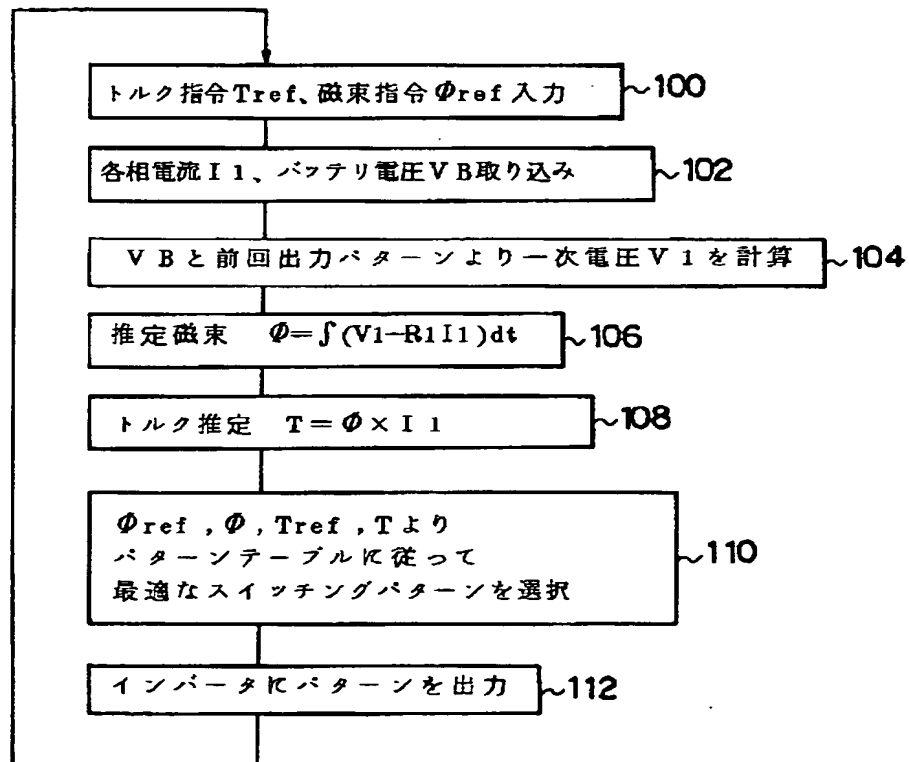 トルク指令Tref、磁束指令Φref入力 ~100
各相電流I1、バッテリ電圧VB取り込み ~102
VBと前回出力パターンより一次電圧V1を計算 ~104
推定磁束 Φ=∫(V1-R1I1)dt ~106
トルク推定 T=Φ×I1 ~108
Φref,Φ,Tref,Tより
パターンテーブルに従って ~110
最適なスイッチングパターンを選択
インバータにパターンを出力 ~112